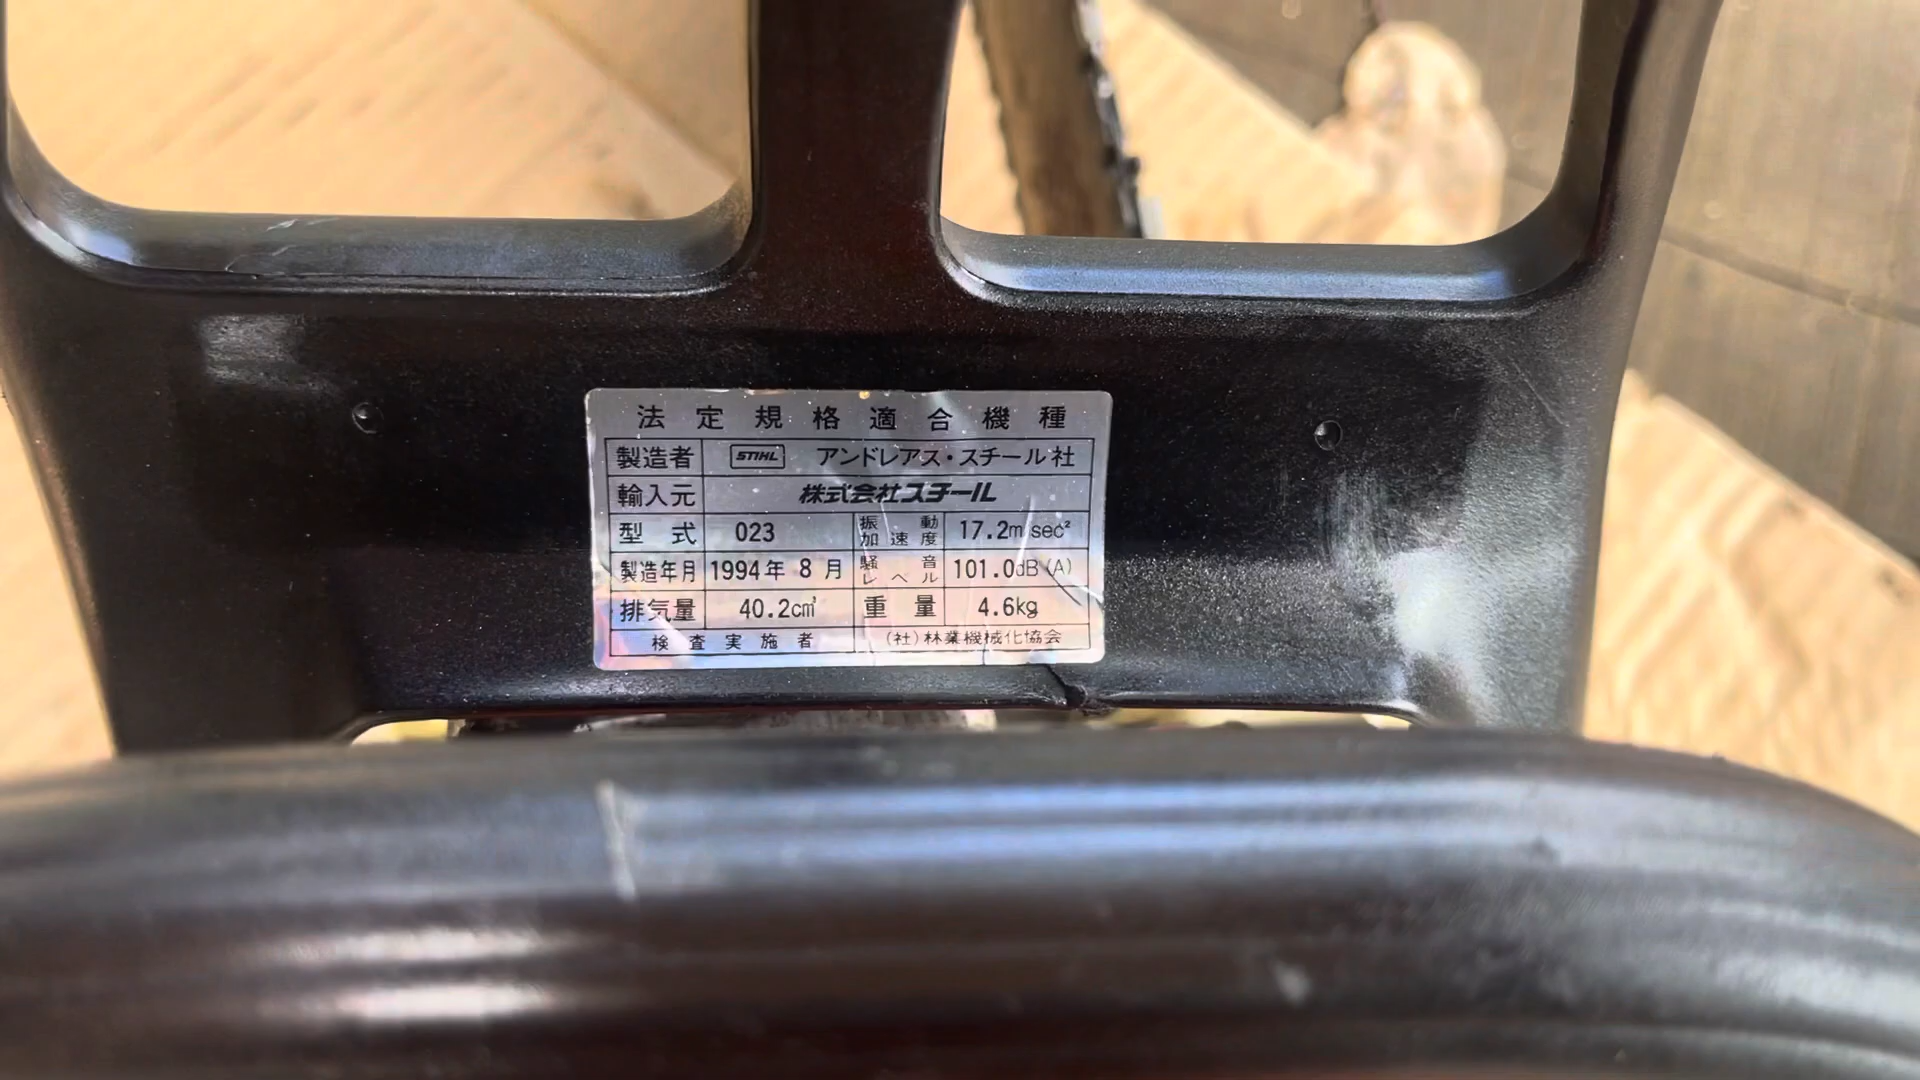 法定規格適合機種
製造者 STIHL アンドレアス・スチール社
輸入元 株式会社スチール
型式 023 振動加速度 17.2m/sec²
製造年月 1994年 8月 騒音レベル 101.0dB(A)
排気量 40.2cm³ 重量 4.6kg
検査実施者 (社)林業機械化協会